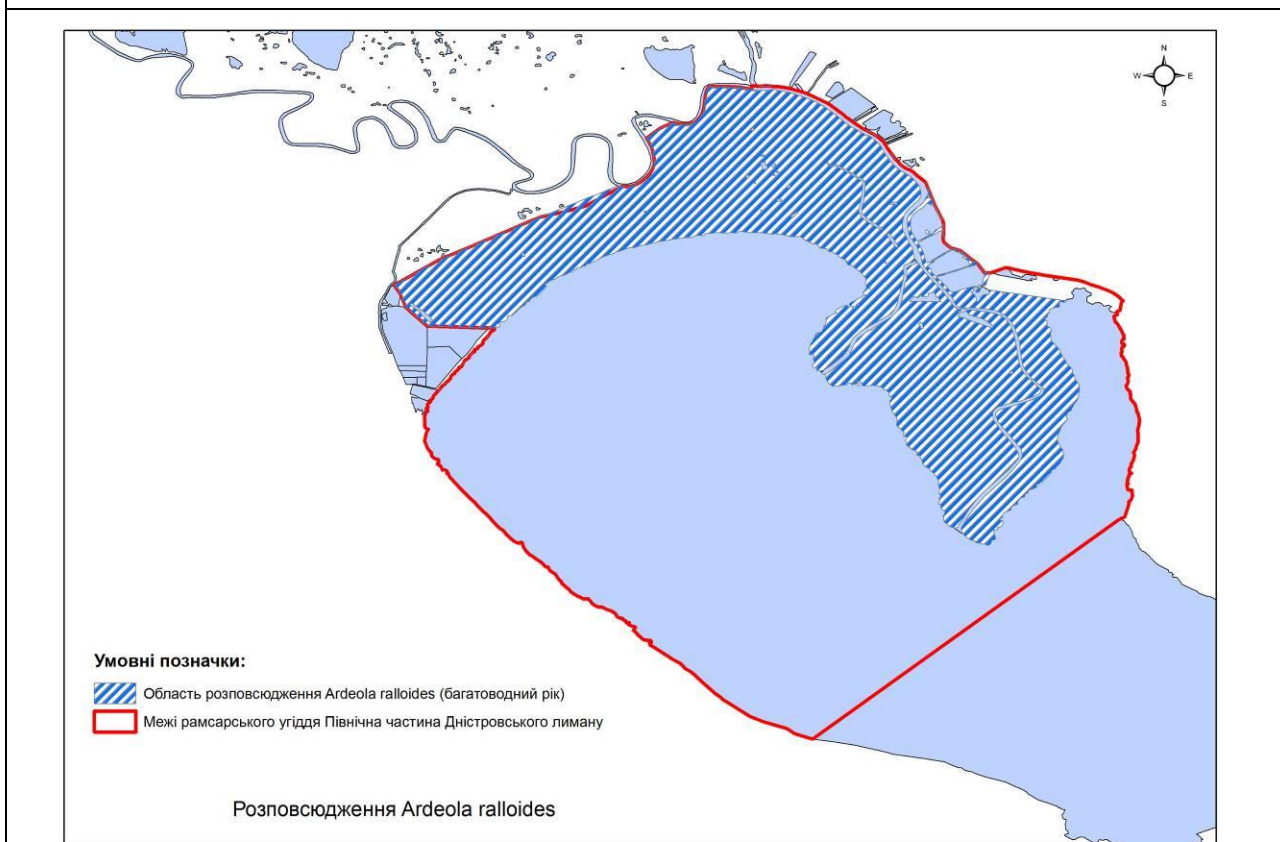 N
W E
S
Умовні позначки:
Область розповсюдження Ardeola ralloides (багатоводний рік)
Межі рамсарського угіддя Північна частина Дністровського лиману
Розповсюдження Ardeola ralloides